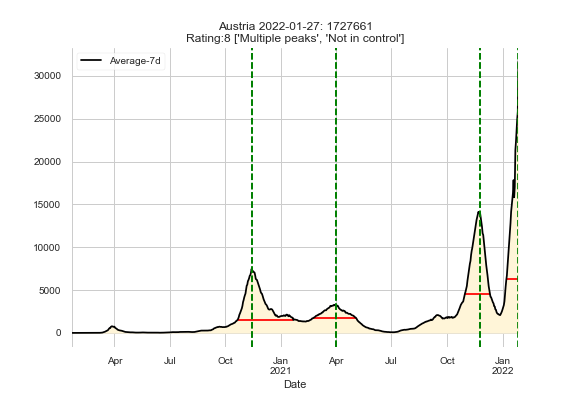 Austria 2022-01-27: 1727661
Rating:8 ['Multiple peaks', 'Not in control']
Average-7d
30000
25000
20000
15000
10000
5000
0
Apr Jul Oct Jan Apr Jul Oct Jan
2021 2022
Date